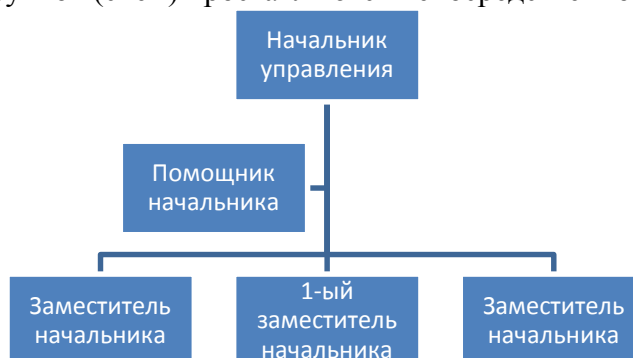 Начальник
управления
Помощник
начальника
Заместитель
начальника
1-ый
заместитель
начальника
Заместитель
начальника